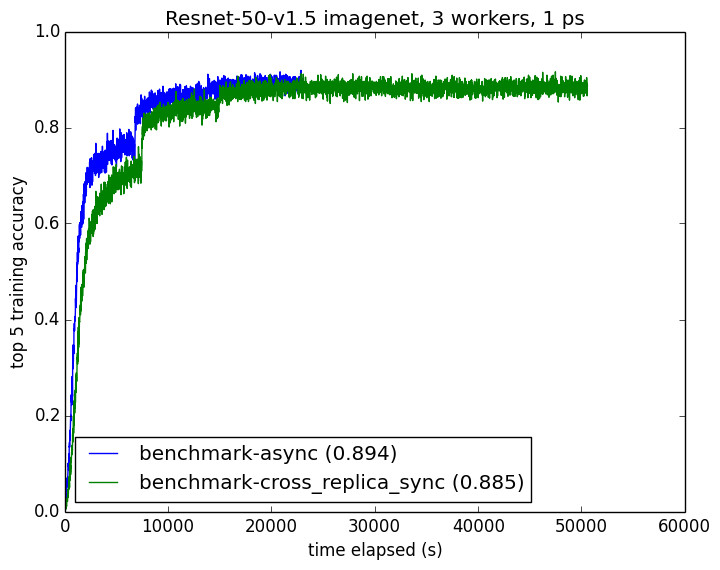 Resnet-50-v1.5 imagenet, 3 workers, 1 ps
1.0
0.8
0.6
0.4
0.2
0.0
top 5 training accuracy
benchmark-async (0.894)
benchmark-cross_replica_sync (0.885)
0 10000 20000 30000 40000 50000 60000
time elapsed (s)